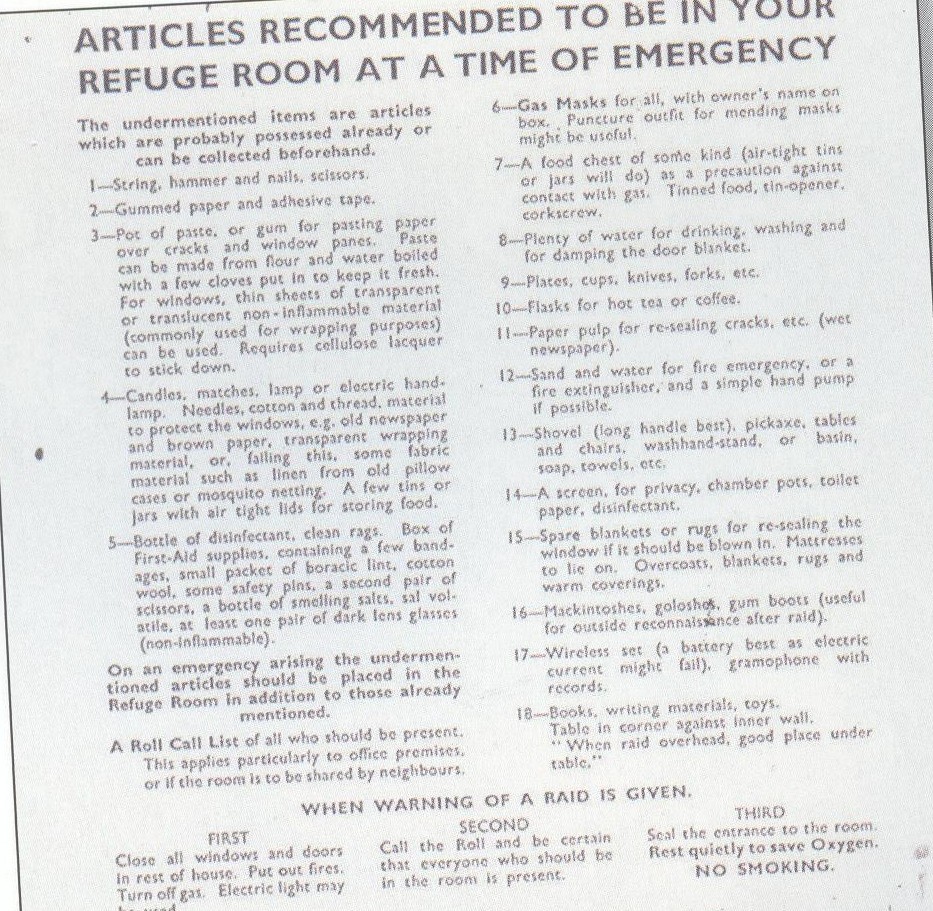 ARTICLES RECOMMENDED TO BE IN YOUR
REFUGE ROOM AT A TIME OF EMERGENCY
The undermentioned items are articles
which are probably possessed already or
can be collected beforehand.
1—String, hammer and nails, scissors.
2—Gummed paper and adhesive tape.
3—Pot of paste, or gum for pasting paper
over cracks and window panes. Paste
can be made from flour and water boiled
with a few cloves put in to keep it fresh.
For windows, thin sheets of transparent
or translucent non-inflammable material
(commonly used for wrapping purposes)
can be used. Requires cellulose lacquer
to stick down.
4—Candles, matches, lamp or electric hand-
lamp. Needles, cotton and thread, material
to protect the windows, e.g. old newspaper
and brown paper, transparent wrapping
material, or, failing this, some fabric
material such as linen from old pillow
cases or mosquito netting. A few tins or
jars with air tight lids for storing food.
5—Bottle of disinfectant, clean rags. Box of
First-Aid supplies, containing a few band-
ages, small packet of boracic lint, cotton
wool, some safety pins, a second pair of
scissors, a bottle of smelling salts, sal vol-
atile, at least one pair of dark lens glasses
(non-inflammable).
On an emergency arising the undermen-
tioned articles should be placed in the
Refuge Room in addition to those already
mentioned.
A Roll Call List of all who should be present.
This applies particularly to office premises,
or if the room is to be shared by neighbours.
6—Gas Masks for all, with owner's name on
box. Puncture outfit for mending masks
might be useful.
7—A food chest of some kind (air-tight tins
or jars will do) as a precaution against
contact with gas. Tinned food, tin-opener,
corkscrew.
8—Plenty of water for drinking, washing and
for damping the door blanket.
9—Plates, cups, knives, forks, etc.
10—Flasks for hot tea or coffee.
11—Paper pulp for re-sealing cracks, etc. (wet
newspaper).
12—Sand and water for fire emergency, or a
fire extinguisher, and a simple hand pump
if possible.
13—Shovel (long handle best), pickaxe, tables
and chairs, washhand-stand, or basin,
soap, towels, etc.
14—A screen, for privacy, chamber pots, toilet
paper, disinfectant.
15—Spare blankets or rugs for re-sealing the
window if it should be blown in. Mattresses
to lie on. Overcoats, blankets, rugs and
warm coverings.
16—Mackintoshes, goloshes, gum boots (useful
for outside reconnaissance after raid).
17—Wireless set (a battery best as electric
current might fail), gramophone with
records.
18—Books, writing materials, toys.
Table in corner against inner wall.
"When raid overhead, good place under
table."
WHEN WARNING OF A RAID IS GIVEN.
FIRST
Close all windows and doors
in rest of house. Put out fires.
Turn off gas. Electric light may
be used
SECOND
Call the Roll and be certain
that everyone who should be
in the room is present.
THIRD
Seal the entrance to the room.
Rest quietly to save Oxygen.
NO SMOKING.